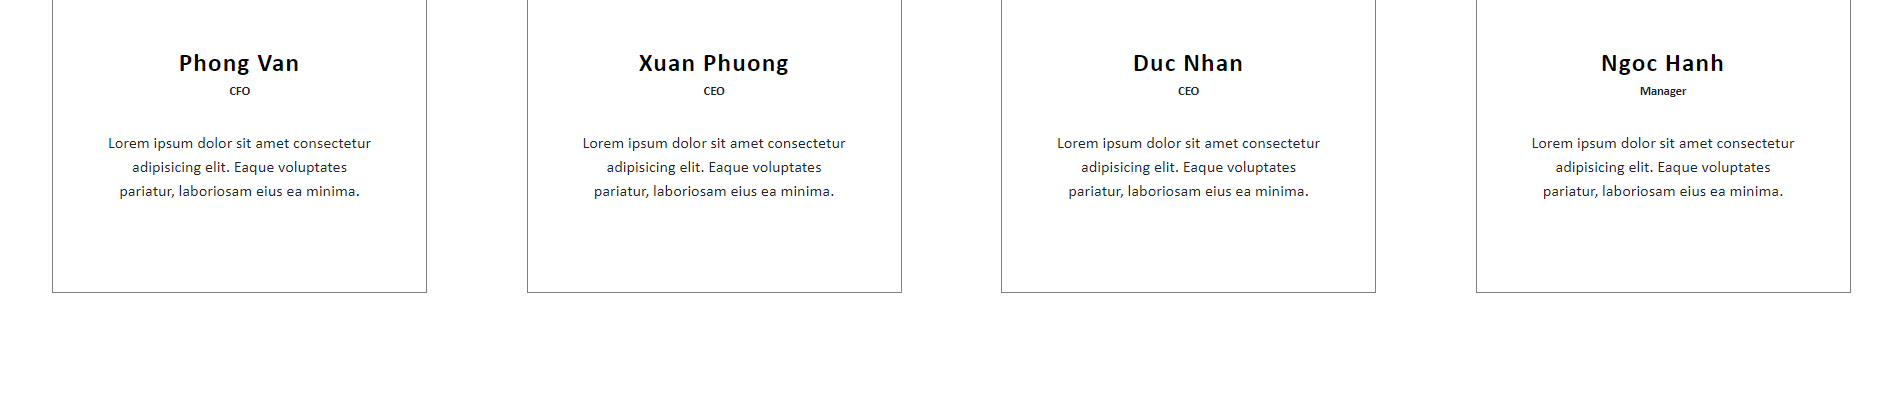 Phong Van
CFO
Lorem ipsum dolor sit amet consectetur
adipisicing elit. Eaque voluptates
pariatur, laboriosam eius ea minima.
Xuan Phuong
CEO
Lorem ipsum dolor sit amet consectetur
adipisicing elit. Eaque voluptates
pariatur, laboriosam eius ea minima.
Duc Nhan
CEO
Lorem ipsum dolor sit amet consectetur
adipisicing elit. Eaque voluptates
pariatur, laboriosam eius ea minima.
Ngoc Hanh
Manager
Lorem ipsum dolor sit amet consectetur
adipisicing elit. Eaque voluptates
pariatur, laboriosam eius ea minima.